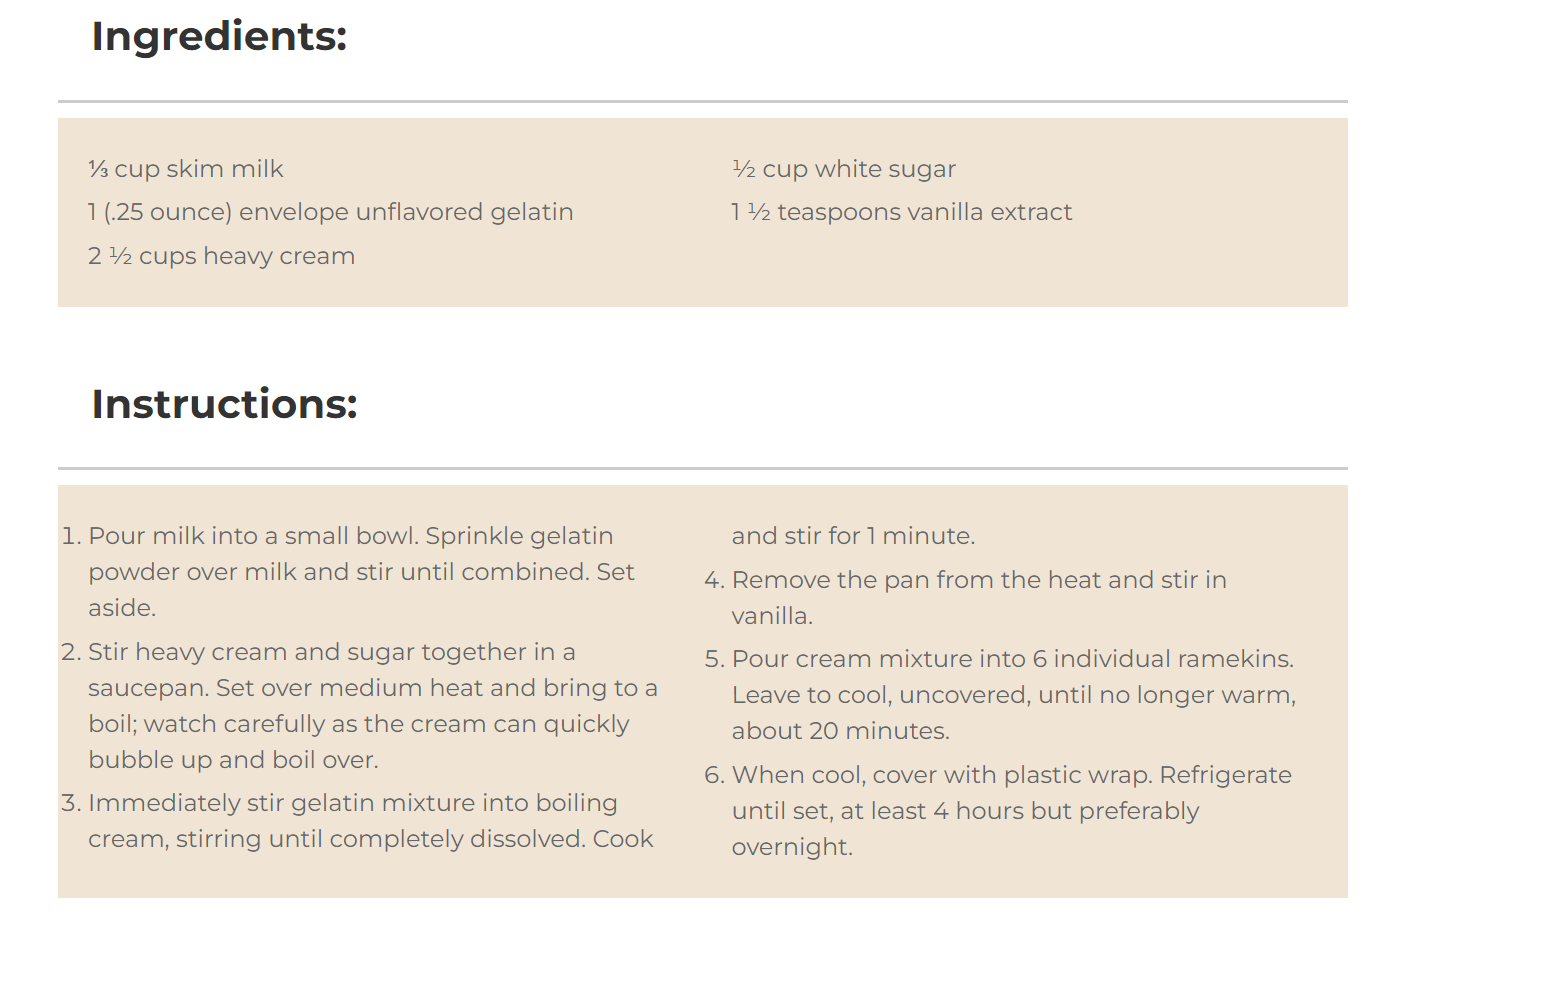 Ingredients:
⅓ cup skim milk
1 (.25 ounce) envelope unflavored gelatin
2 ½ cups heavy cream
½ cup white sugar
1 ½ teaspoons vanilla extract
Instructions:
1. Pour milk into a small bowl. Sprinkle gelatin
powder over milk and stir until combined. Set
aside.
2. Stir heavy cream and sugar together in a
saucepan. Set over medium heat and bring to a
boil; watch carefully as the cream can quickly
bubble up and boil over.
3. Immediately stir gelatin mixture into boiling
cream, stirring until completely dissolved. Cook
and stir for 1 minute.
4. Remove the pan from the heat and stir in
vanilla.
5. Pour cream mixture into 6 individual ramekins.
Leave to cool, uncovered, until no longer warm,
about 20 minutes.
6. When cool, cover with plastic wrap. Refrigerate
until set, at least 4 hours but preferably
overnight.